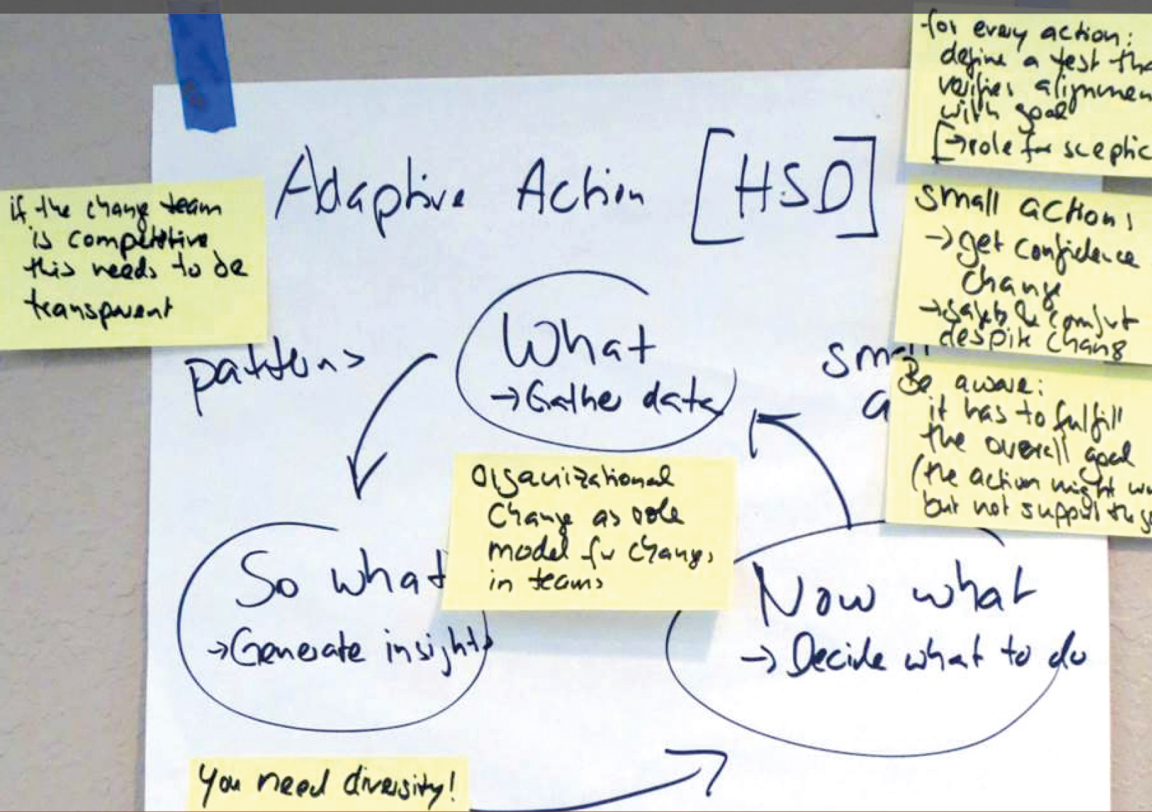 Adaptive Action [HSD]
if the change team
is competitive
this needs to be
transparent
for every action:
define a test
verifies
with goal
[→role for sceptic
small actions
→get confidence
change
→safety & comfort
despite
Be aware:
it has to fulfill
the overall goal
(the action might
but not support
patterns
What
→Gather data
Organizational
Change as role
model for changes
in teams
So what
→Generate insights
Now what
→Decide what to do
You need diversity!